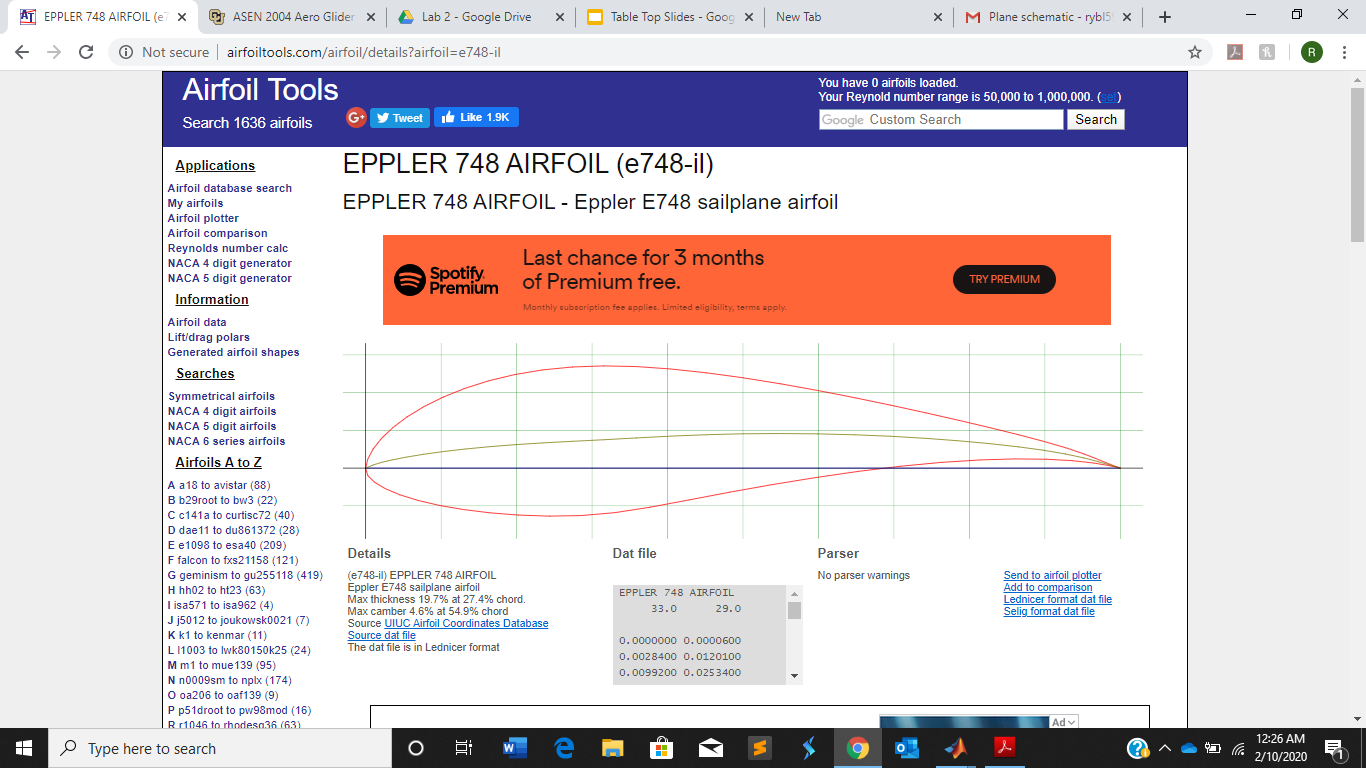 EPPLER 748 AIRFOIL (e7
ASEN 2004 Aero Glider
Lab 2 - Google Drive
Table Top Slides - Goog
New Tab
Plane schematic - rybl5
Not secure | airfoiltools.com/airfoil/details?airfoil=e748-il
R
Airfoil Tools
Search 1636 airfoils
G+
Tweet
Like 1.9K
You have 0 airfoils loaded.
Your Reynold number range is 50,000 to 1,000,000. (set)
Google Custom Search
Search
Applications
Airfoil database search
My airfoils
Airfoil plotter
Airfoil comparison
Reynolds number calc
NACA 4 digit generator
NACA 5 digit generator
Information
Airfoil data
Lift/drag polars
Generated airfoil shapes
Searches
Symmetrical airfoils
NACA 4 digit airfoils
NACA 5 digit airfoils
NACA 6 series airfoils
Airfoils A to Z
A a18 to avistar (88)
B b29root to bw3 (22)
C c141a to curtisc72 (40)
D dae11 to du861372 (28)
E e1098 to esa40 (209)
F falcon to fxs21158 (121)
G geminism to gu255118 (419)
H hh02 to ht23 (63)
I isa571 to isa962 (4)
J j5012 to joukowsk0021 (7)
K k1 to kenmar (11)
L l1003 to lwk80150k25 (24)
M m1 to mue139 (95)
N n0009sm to nplx (174)
O oa206 to oaf139 (9)
P p51droot to pw98mod (16)
R r1046 to rhodesg36 (63)
EPPLER 748 AIRFOIL (e748-il)
EPPLER 748 AIRFOIL - Eppler E748 sailplane airfoil
Spotify Premium
Last chance for 3 months
of Premium free.
Monthly subscription fee applies. Limited eligibility, terms apply.
TRY PREMIUM
Details
(e748-il) EPPLER 748 AIRFOIL
Eppler E748 sailplane airfoil
Max thickness 19.7% at 27.4% chord.
Max camber 4.6% at 54.9% chord
Source UIUC Airfoil Coordinates Database
Source dat file
The dat file is in Lednicer format
Dat file
EPPLER 748 AIRFOIL
33.0 29.0
0.0000000 0.0000600
0.0028400 0.0120100
0.0099200 0.0253400
Parser
No parser warnings
Send to airfoil plotter
Add to comparison
Lednicer format dat file
Selig format dat file
Ad
Type here to search
12:26 AM
2/10/2020
1